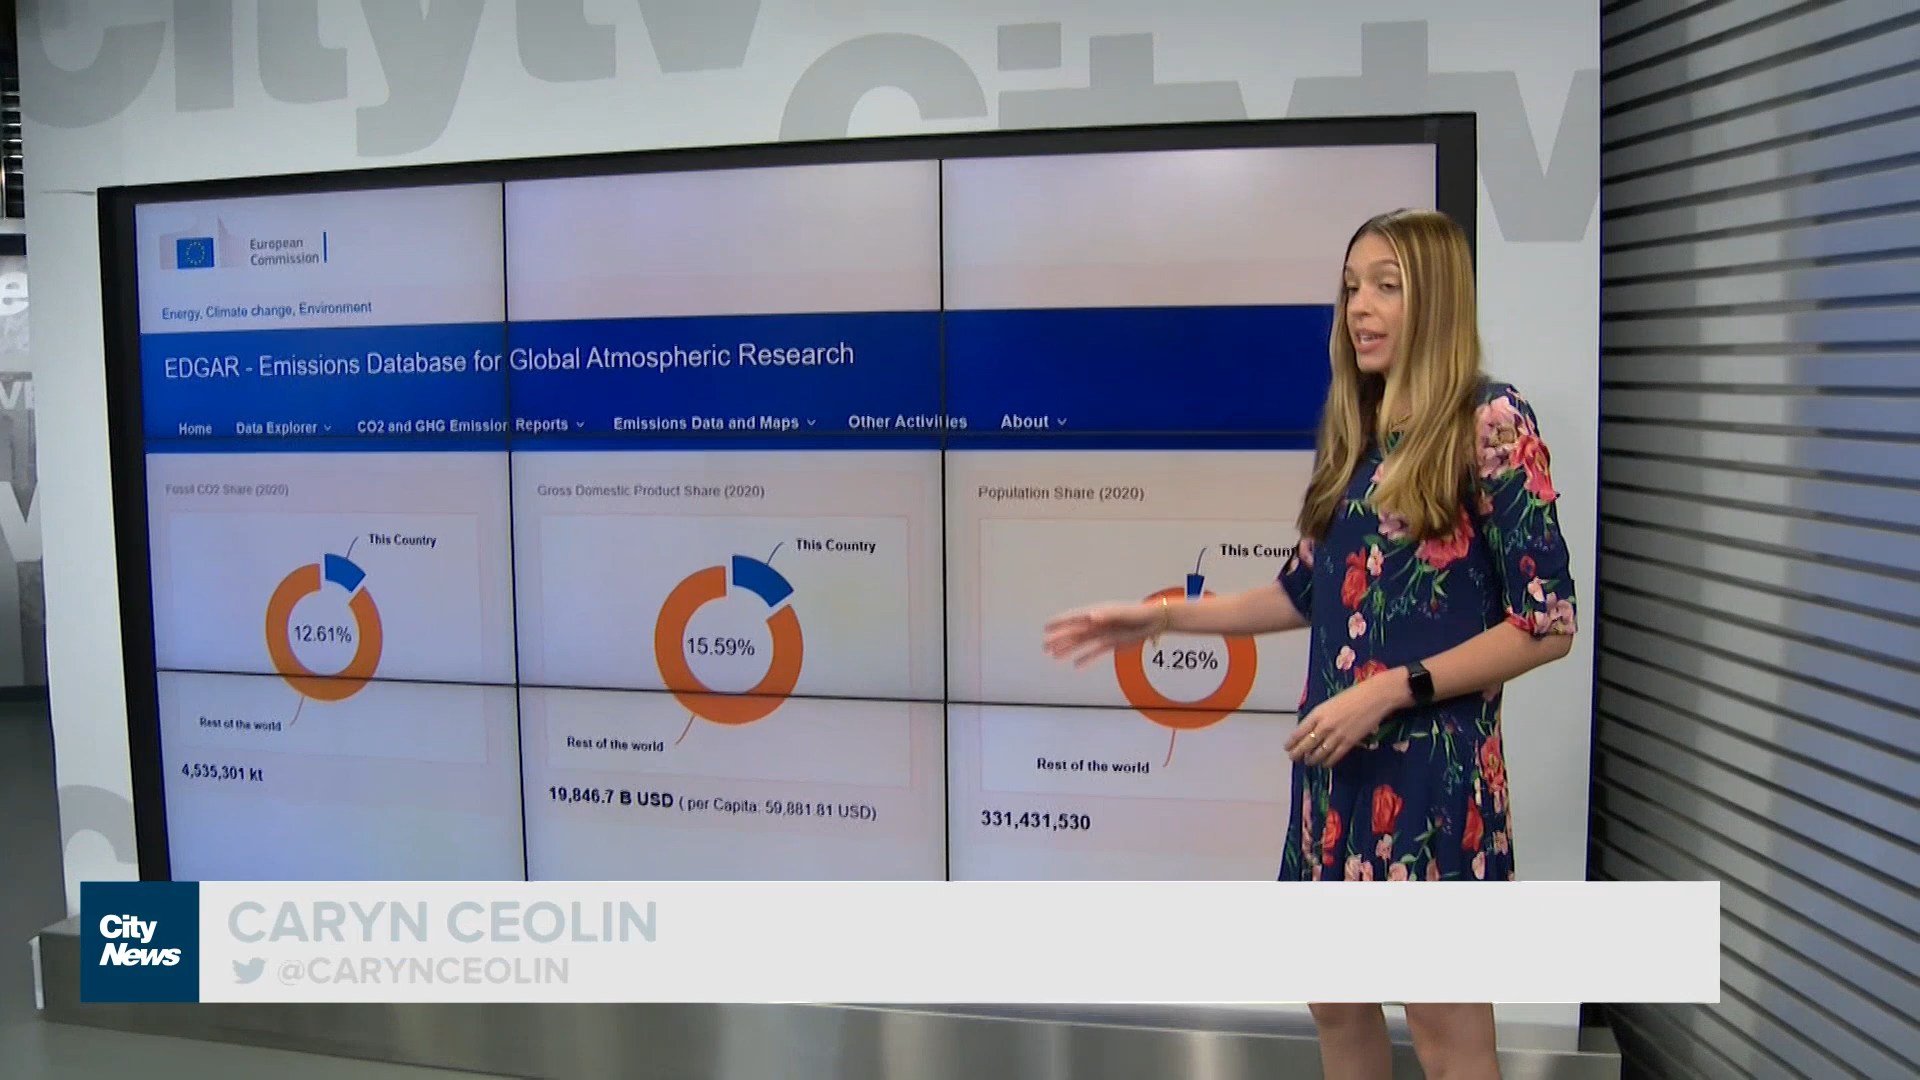 Citytv
Citytv
European
Commission
Energy, Climate change, Environment
EDGAR - Emissions Database for Global Atmospheric Research
Home Data Explorer CO2 and GHG Emission Reports Emissions Data and Maps Other Activities About
Fossil CO2 Share (2020)
This Country
12.61%
Rest of the world
4,535,301 kt
Gross Domestic Product Share (2020)
This Country
15.59%
Rest of the world
19,846.7 B USD ( per Capita: 59,881.81 USD)
Population Share (2020)
This Coun
4.26%
Rest of the world
331,431,530
City
News
CARYN CEOLIN
@CARYNCEOLIN